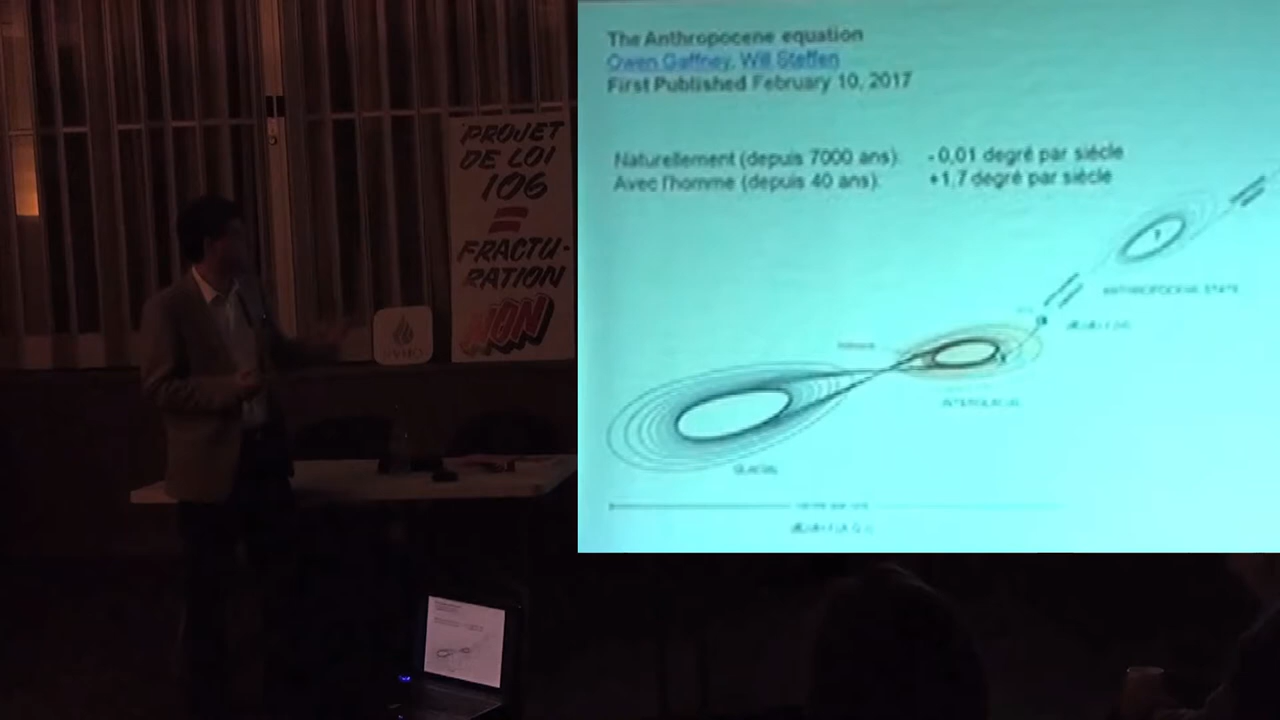 PROJET
DE LOI
106
=
FRACTU-
RATION
NON
The Anthropocene equation
Owen Gaffney, Will Steffen
First Published February 10, 2017
Naturellement (depuis 7000 ans): - 0,01 degré par siècle
Avec l'homme (depuis 40 ans): +1,7 degré par siècle
?
ANTHROPOCENE STATE
INTERGLACIAL
GLACIAL